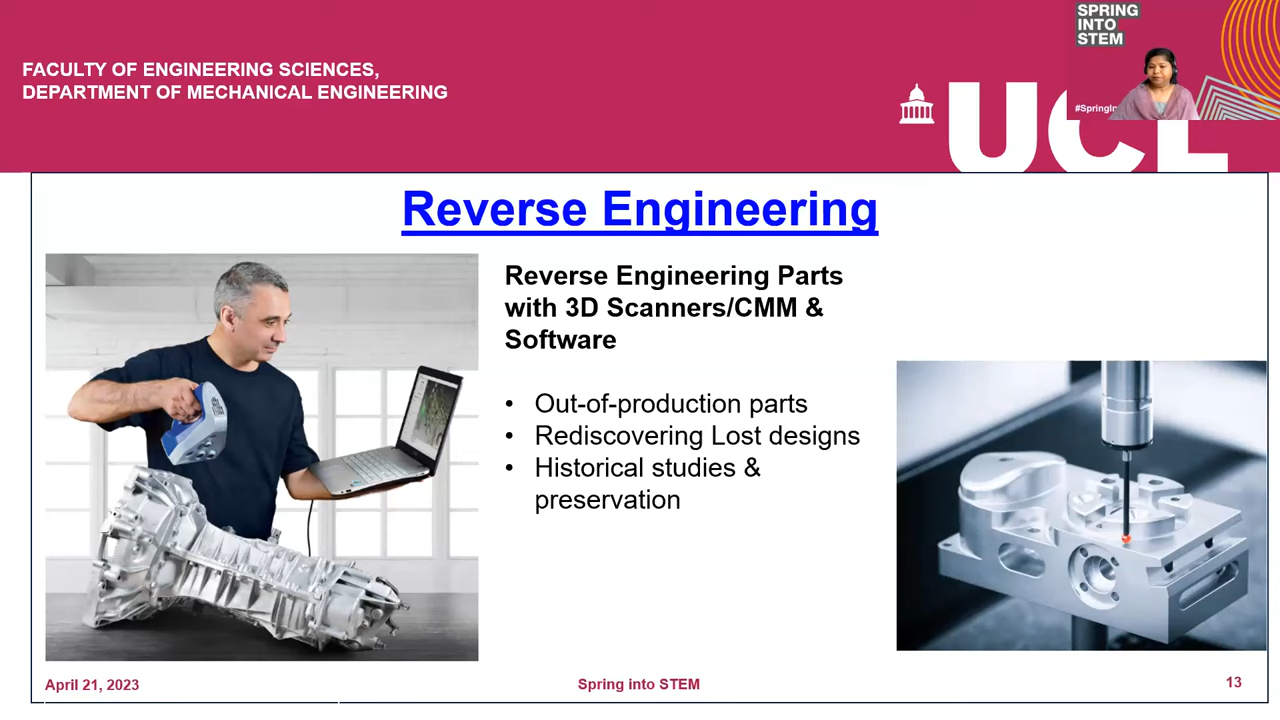 SPRING
INTO
STEM
FACULTY OF ENGINEERING SCIENCES,
DEPARTMENT OF MECHANICAL ENGINEERING
#SpringIn
UCL
Reverse Engineering
Reverse Engineering Parts
with 3D Scanners/CMM &
Software
• Out-of-production parts
• Rediscovering Lost designs
• Historical studies &
preservation
April 21, 2023
Spring into STEM
13